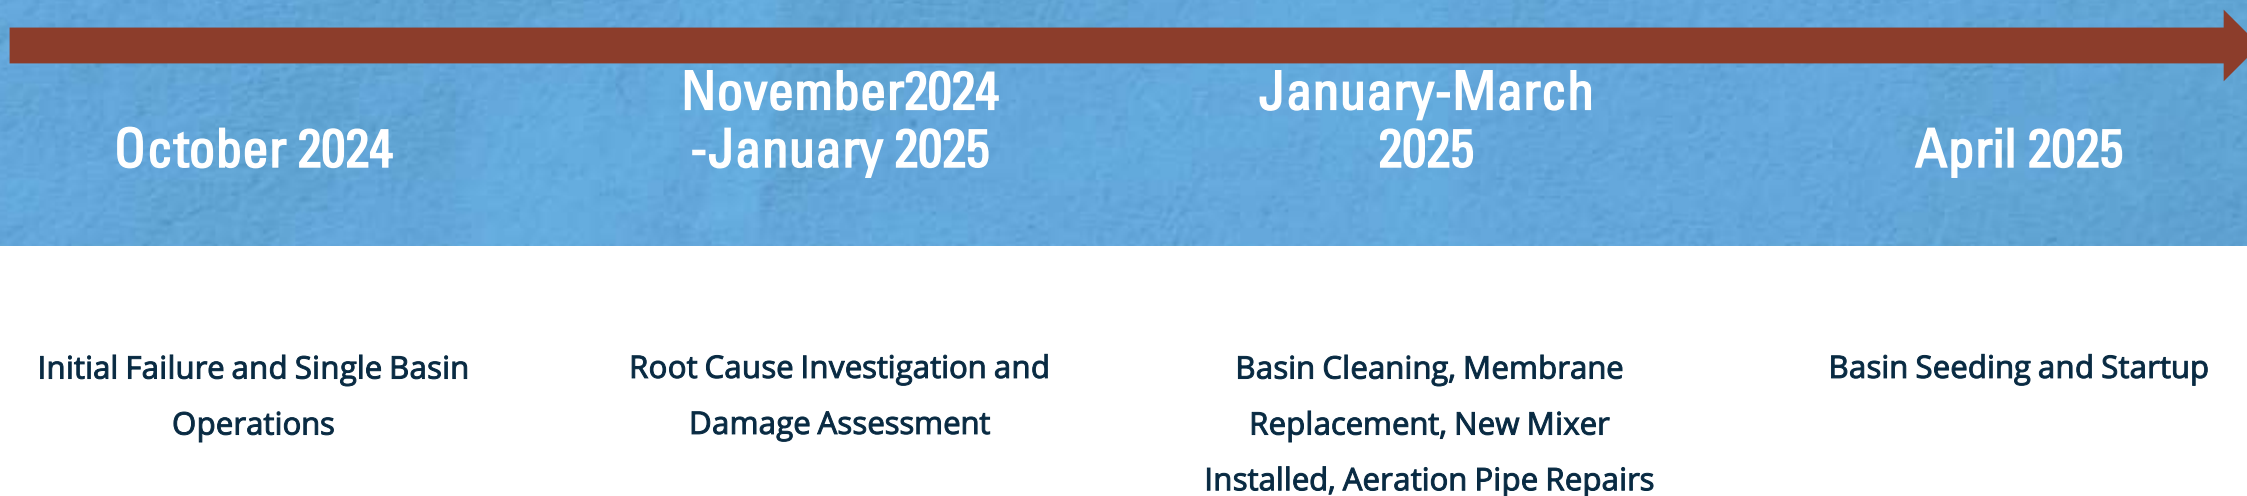 October 2024
November2024
-January 2025
January-March
2025
April 2025
Initial Failure and Single Basin
Operations
Root Cause Investigation and
Damage Assessment
Basin Cleaning, Membrane
Replacement, New Mixer
Installed, Aeration Pipe Repairs
Basin Seeding and Startup